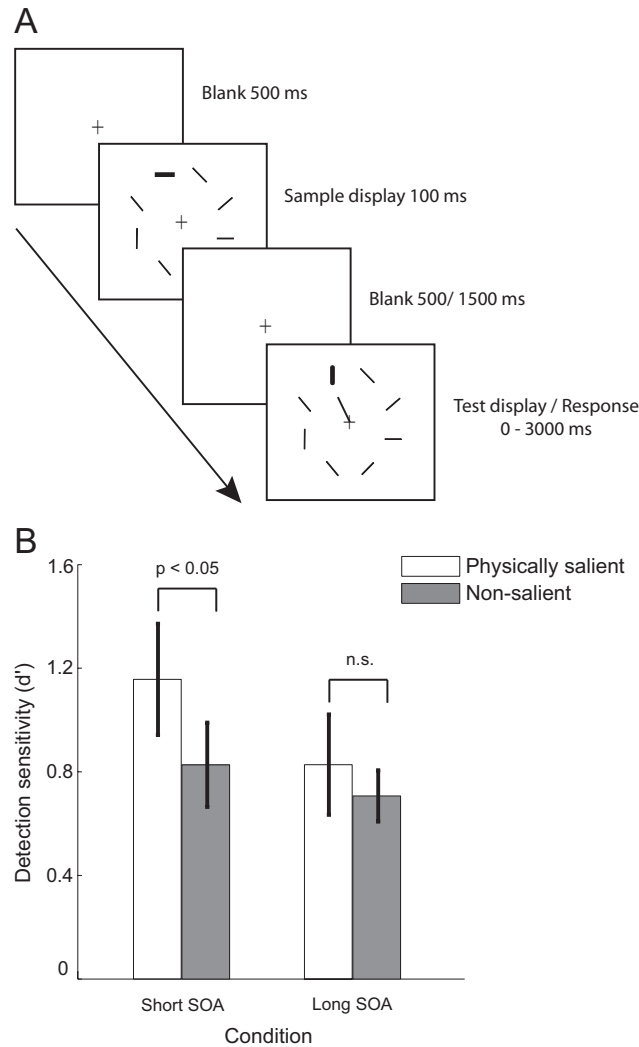 A
Blank 500 ms
Sample display 100 ms
Blank 500/ 1500 ms
Test display / Response
0 - 3000 ms
B
1.6
1.2
0.8
0.4
0
Detection sensitivity (d')
p < 0.05
n.s.
Physically salient
Non-salient
Short SOA
Long SOA
Condition